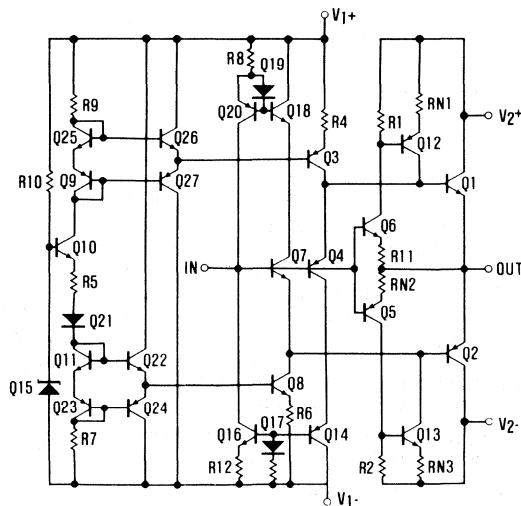 V1+
R8 Q19
R9
Q20 Q18
R4
R1 RN1
V2+
Q25 Q26
Q3
Q12
R10
Q9 Q27
Q1
Q10
Q6
R11
IN Q7 Q4
OUT
R5
RN2
Q5
Q21
Q11 Q22
Q2
Q15
Q23 Q24
Q8
R6
Q16 Q17 Q14
Q13
V2-
R7
R12
R2 RN3
V1-